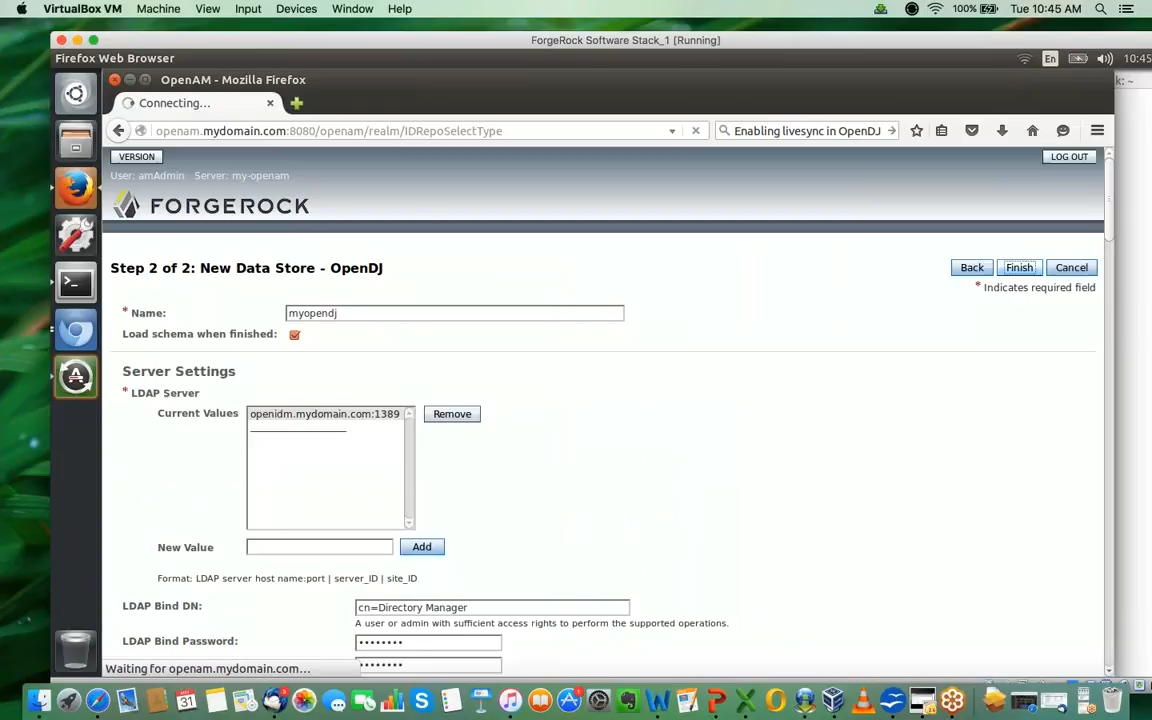 VirtualBox VM Machine View Input Devices Window Help 100% Tue 10:45 AM
ForgeRock Software Stack_1 [Running]
Firefox Web Browser En 10:45
OpenAM - Mozilla Firefox
Connecting...
openam.mydomain.com:8080/openam/realm/IDRepoSelectType Enabling livesync in OpenDJ
VERSION LOG OUT
User: amAdmin Server: my-openam
FORGEROCK
Step 2 of 2: New Data Store - OpenDJ Back Finish Cancel
* Indicates required field
* Name: myopendj
Load schema when finished:
Server Settings
* LDAP Server
Current Values openidm.mydomain.com:1389 Remove
New Value Add
Format: LDAP server host name:port | server_ID | site_ID
LDAP Bind DN: cn=Directory Manager
A user or admin with sufficient access rights to perform the supported operations.
LDAP Bind Password: ••••••••
••••••••
Waiting for openam.mydomain.com...